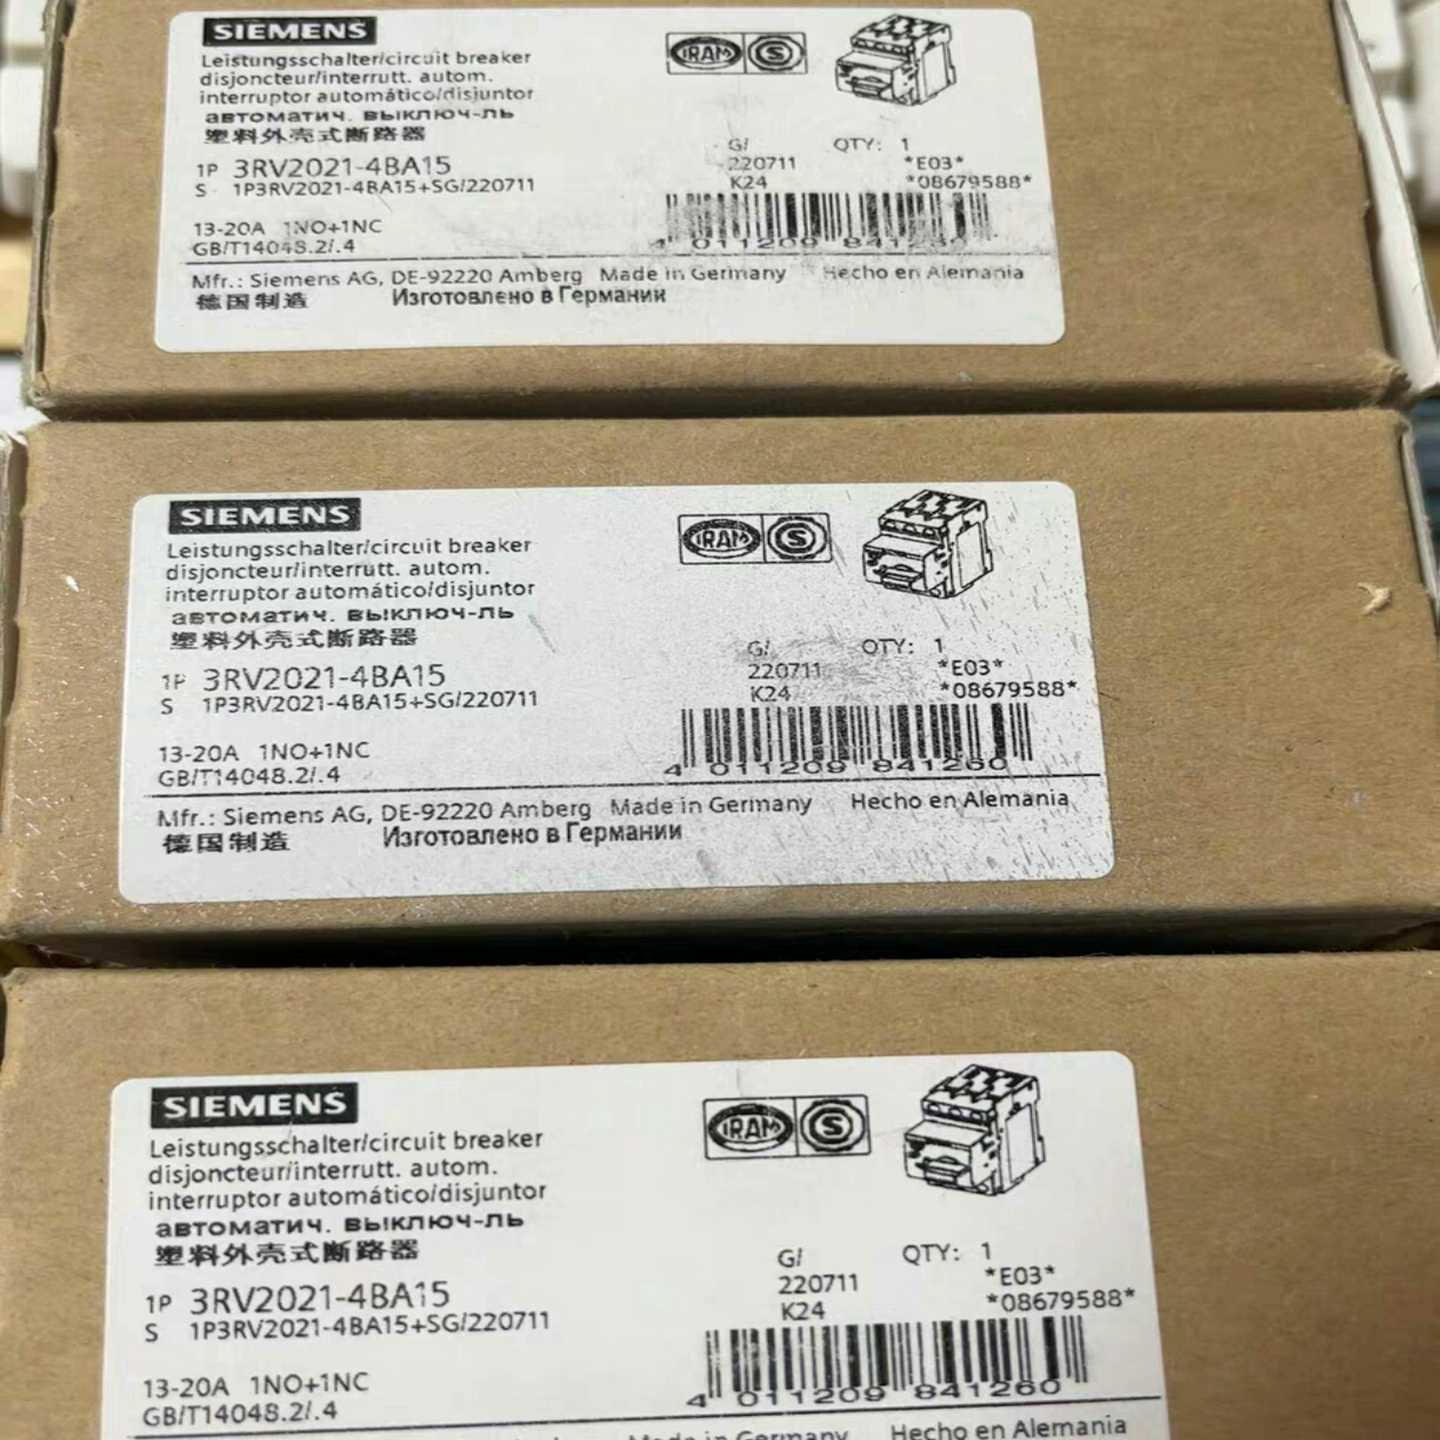 SIEMENS
Leistungsschalter/circuit breaker
disjoncteur/interrutt. autom.
interruptor automático/disjuntor
автоматич. выключ-ль
塑料外壳式断路器
IRAM S
1P 3RV2021-4BA15
S 1P3RV2021-4BA15+SG/220711
G/ QTY: 1
220711 *E03*
K24 *08679588*
13-20A 1NO+1NC
GB/T14048.2/.4
4 011209
Mfr.: Siemens AG, DE-92220 Amberg Made in Germany Hecho en Alemania
德国制造 Изготовлено в Германии
SIEMENS
Leistungsschalter/circuit breaker
disjoncteur/interrutt. autom.
interruptor automático/disjuntor
автоматич. выключ-ль
塑料外壳式断路器
IRAM S
1P 3RV2021-4BA15
S 1P3RV2021-4BA15+SG/220711
G/ QTY: 1
220711 *E03*
K24 *08679588*
13-20A 1NO+1NC
GB/T14048.2/.4
4 011209 841260
Mfr.: Siemens AG, DE-92220 Amberg Made in Germany Hecho en Alemania
德国制造 Изготовлено в Германии
SIEMENS
Leistungsschalter/circuit breaker
disjoncteur/interrutt. autom.
interruptor automático/disjuntor
автоматич. выключ-ль
塑料外壳式断路器
IRAM S
1P 3RV2021-4BA15
S 1P3RV2021-4BA15+SG/220711
G/ QTY: 1
220711 *E03*
K24 *08679588*
13-20A 1NO+1NC
GB/T14048.2/.4
4 011209 841260
Made in Germany Hecho en Alemania